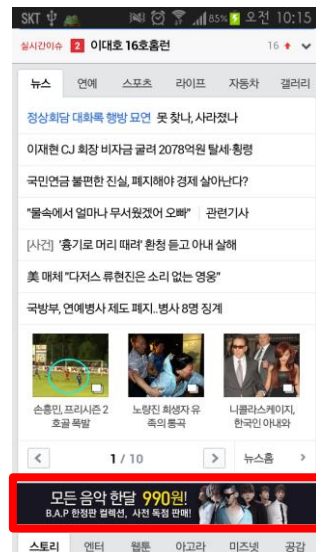 SKT 85% 오전 10:15
실시간이슈 2 이대호 16호홈런 16
뉴스 연예 스포츠 라이프 자동차 갤러리
정상회담 대화록 행방 묘연 못 찾나, 사라졌나
이재현 CJ 회장 비자금 굴려 2078억원 탈세·횡령
국민연금 불편한 진실, 폐지해야 경제 살아난다?
"물속에서 얼마나 무서웠겠어 오빠" 관련기사
[사건] '흉기로 머리 때려' 환청 듣고 아내 살해
美 매체 "다저스 류현진은 소리 없는 영웅"
국방부, 연예병사 제도 폐지..병사 8명 징계
손흥민, 프리시즌 2호골 폭발
노량진 희생자 유족의 통곡
니콜라스케이지, 한국인 아내와
< 1 / 10 > 뉴스홈 >
모든 음악 한달 990원!
B.A.P 한정판 컬렉션, 사전 독점 판매!
스토리 엔터 웹툰 아고라 미즈넷 공감